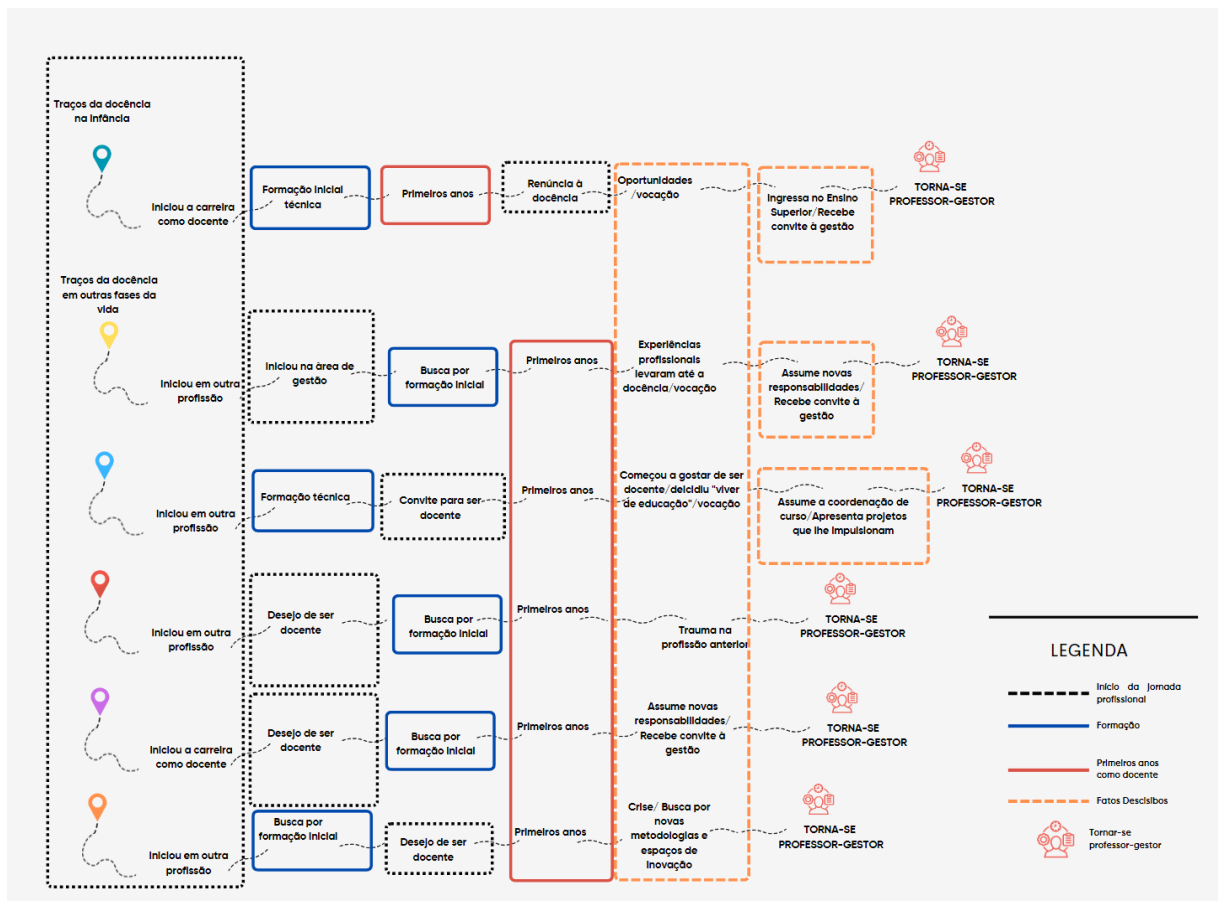 Traços da docência
na infância
Iniciou a carreira
como docente
Formação inicial
técnica
Primeiros anos
Renúncia à
docência
Oportunidades
/vocação
Ingressa no Ensino
Superior/Recebe
convite à gestão
TORNA-SE
PROFESSOR-GESTOR
Traços da docência
em outras fases da
vida
Iniciou em outra
profissão
Iniciou na área de
gestão
Busca por
formação inicial
Primeiros anos
Experiências
profissionais
levaram até a
docência/vocação
Assume novas
responsabilidades/
Recebe convite à
gestão
TORNA-SE
PROFESSOR-GESTOR
Iniciou em outra
profissão
Formação técnica
Convite para ser
docente
Primeiros anos
Começou a gostar de ser
docente/deicidiu "viver
de educação"/vocação
Assume a coordenação de
curso/Apresenta projetos
que lhe impulsionam
TORNA-SE
PROFESSOR-GESTOR
Iniciou em outra
profissão
Desejo de ser
docente
Busca por
formação inicial
Primeiros anos
Trauma na
profissão anterior
TORNA-SE
PROFESSOR-GESTOR
Iniciou a carreira
como docente
Desejo de ser
docente
Busca por
formação inicial
Primeiros anos
Assume novas
responsabilidades/
Recebe convite à
gestão
TORNA-SE
PROFESSOR-GESTOR
Iniciou em outra
profissão
Busca por
formação inicial
Desejo de ser
docente
Primeiros anos
Crise/ Busca por
novas
metodologias e
espaços de
inovação
TORNA-SE
PROFESSOR-GESTOR
LEGENDA
Início da jornada
profissional
Formação
Primeiros anos
como docente
Fatos Descisibos
Tornar-se
professor-gestor